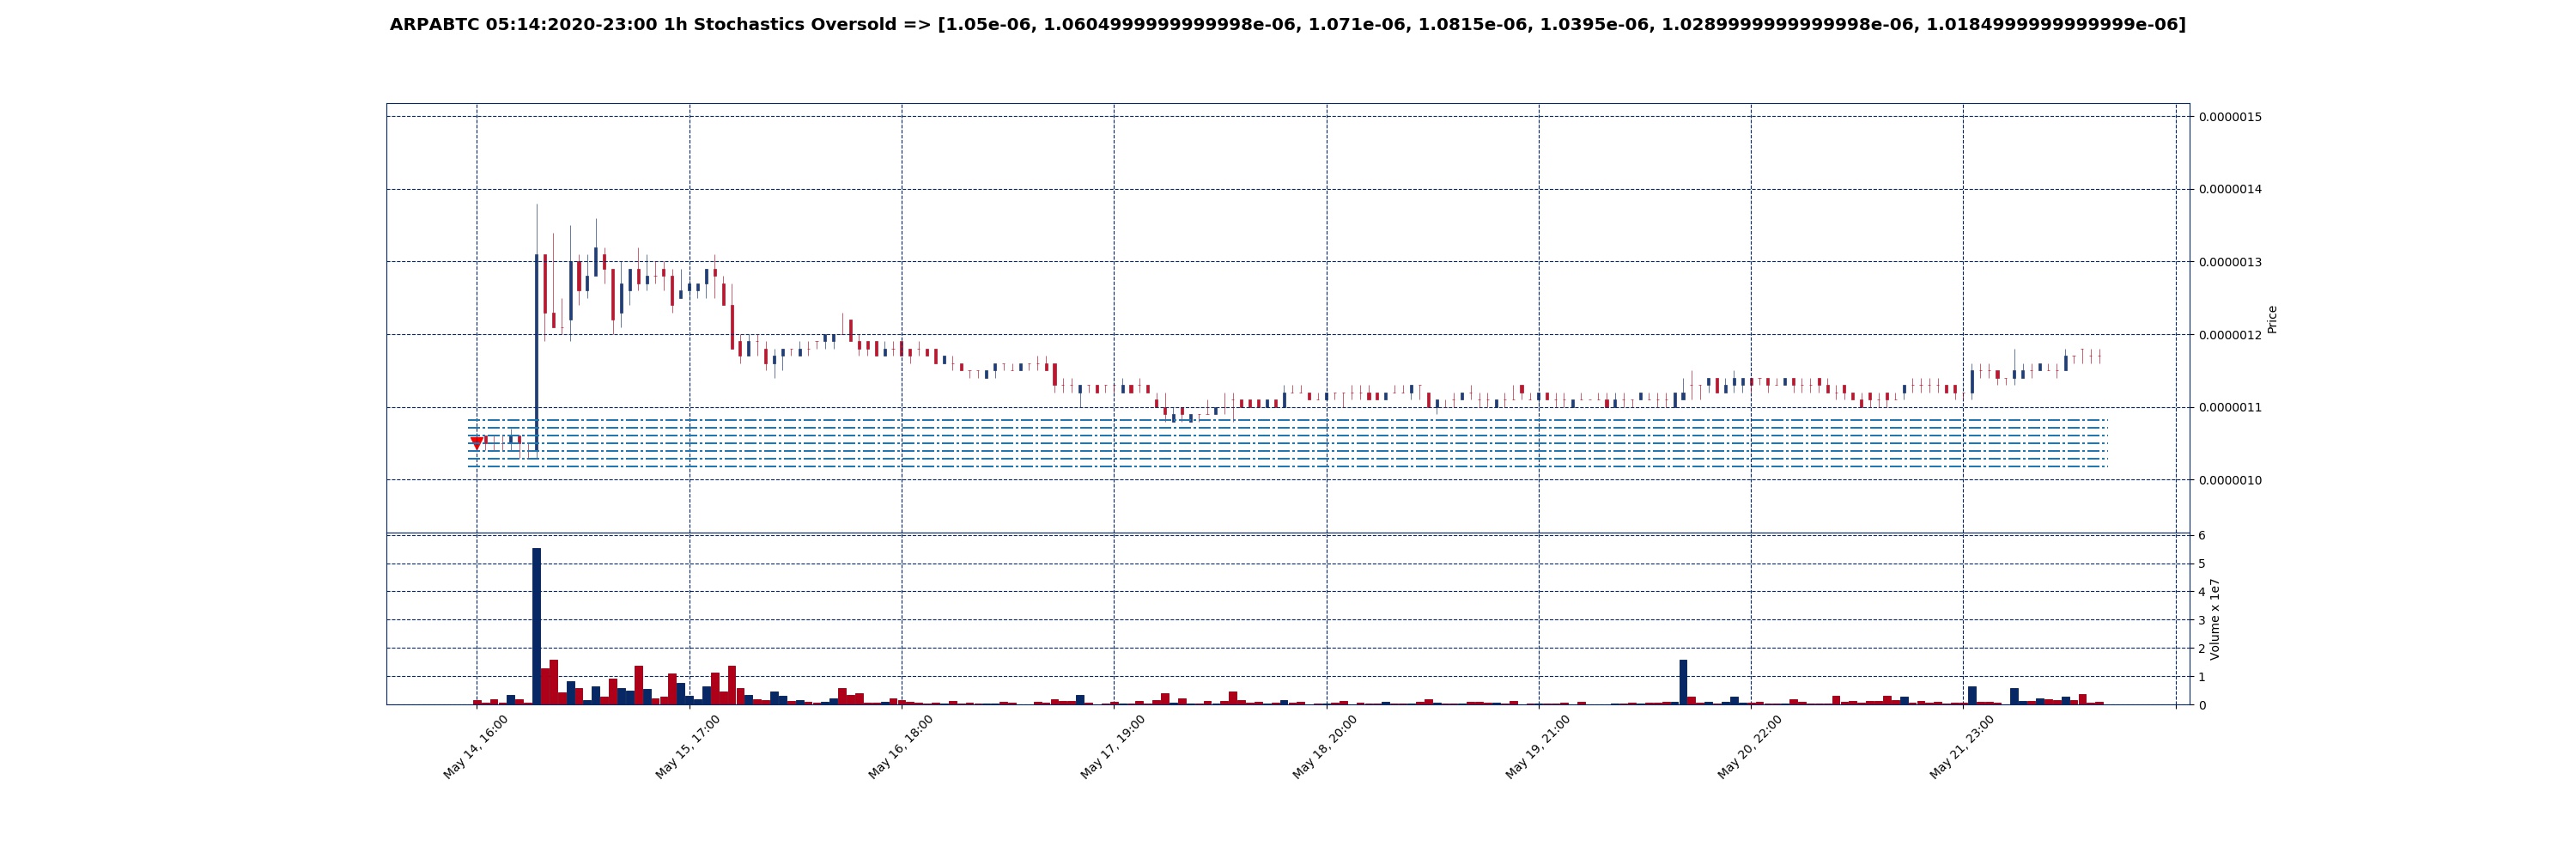 ARPABTC 05:14:2020-23:00 1h Stochastics Oversold => [1.05e-06, 1.0604999999999998e-06, 1.071e-06, 1.0815e-06, 1.0395e-06, 1.0289999999999998e-06, 1.0184999999999999e-06]
0.0000015
0.0000014
0.0000013
0.0000012
0.0000011
0.0000010
Price
6
5
4
3
2
1
0
Volume x 1e7
May 14, 16:00
May 15, 17:00
May 16, 18:00
May 17, 19:00
May 18, 20:00
May 19, 21:00
May 20, 22:00
May 21, 23:00